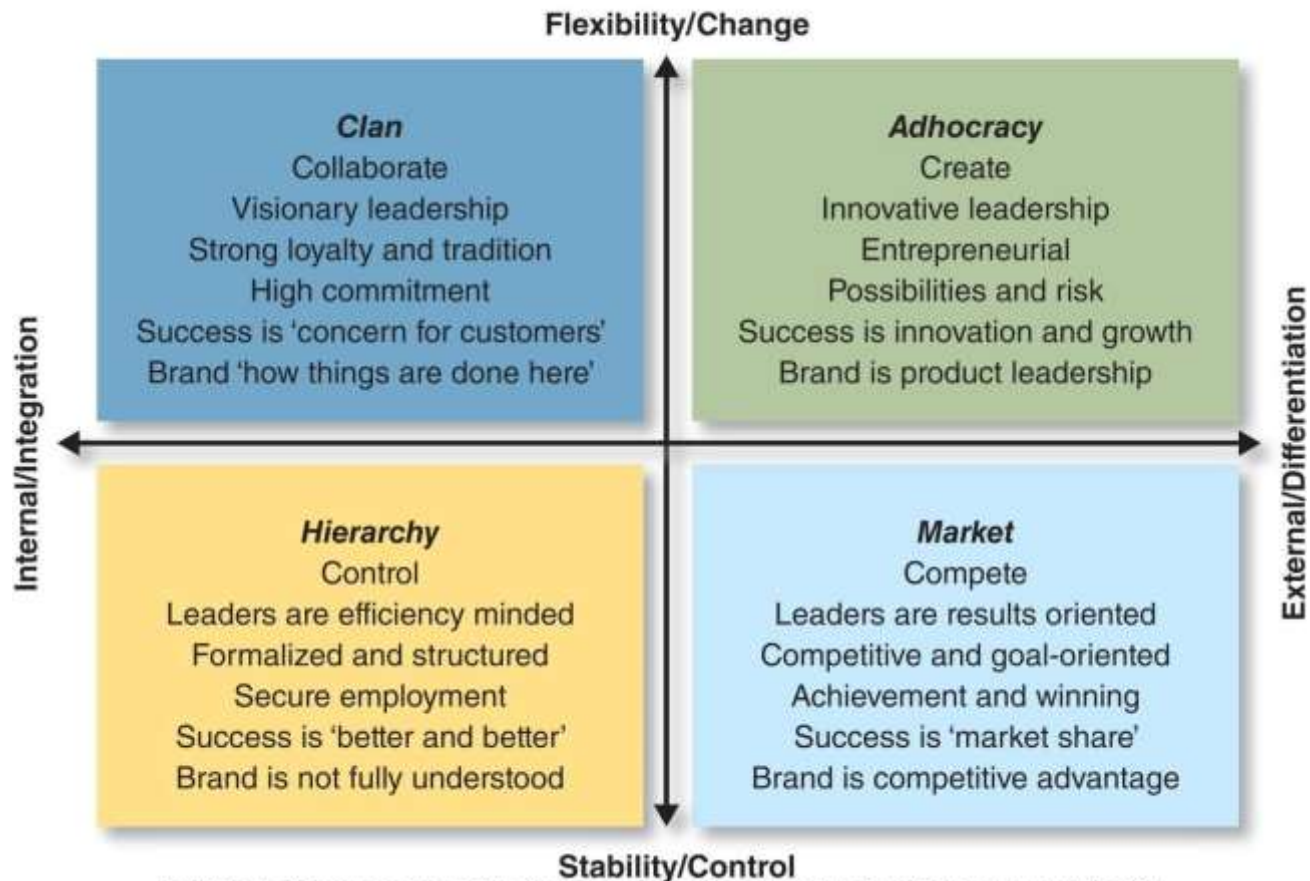 Flexibility/Change
Clan
Collaborate
Visionary leadership
Strong loyalty and tradition
High commitment
Success is ‘concern for customers’
Brand ‘how things are done here’
Adhocracy
Create
Innovative leadership
Entrepreneurial
Possibilities and risk
Success is innovation and growth
Brand is product leadership
Internal/Integration
External/Differentiation
Hierarchy
Control
Leaders are efficiency minded
Formalized and structured
Secure employment
Success is ‘better and better’
Brand is not fully understood
Market
Compete
Leaders are results oriented
Competitive and goal-oriented
Achievement and winning
Success is ‘market share’
Brand is competitive advantage
Stability/Control